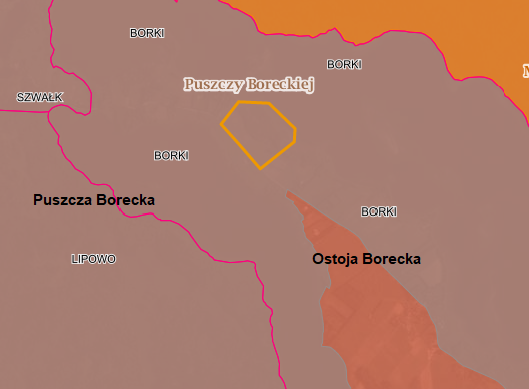 BORKI
BORKI
Puszczy Boreckiej
SZWAŁK
BORKI
Puszcza Borecka
BORKI
LIPOWO
Ostoja Borecka